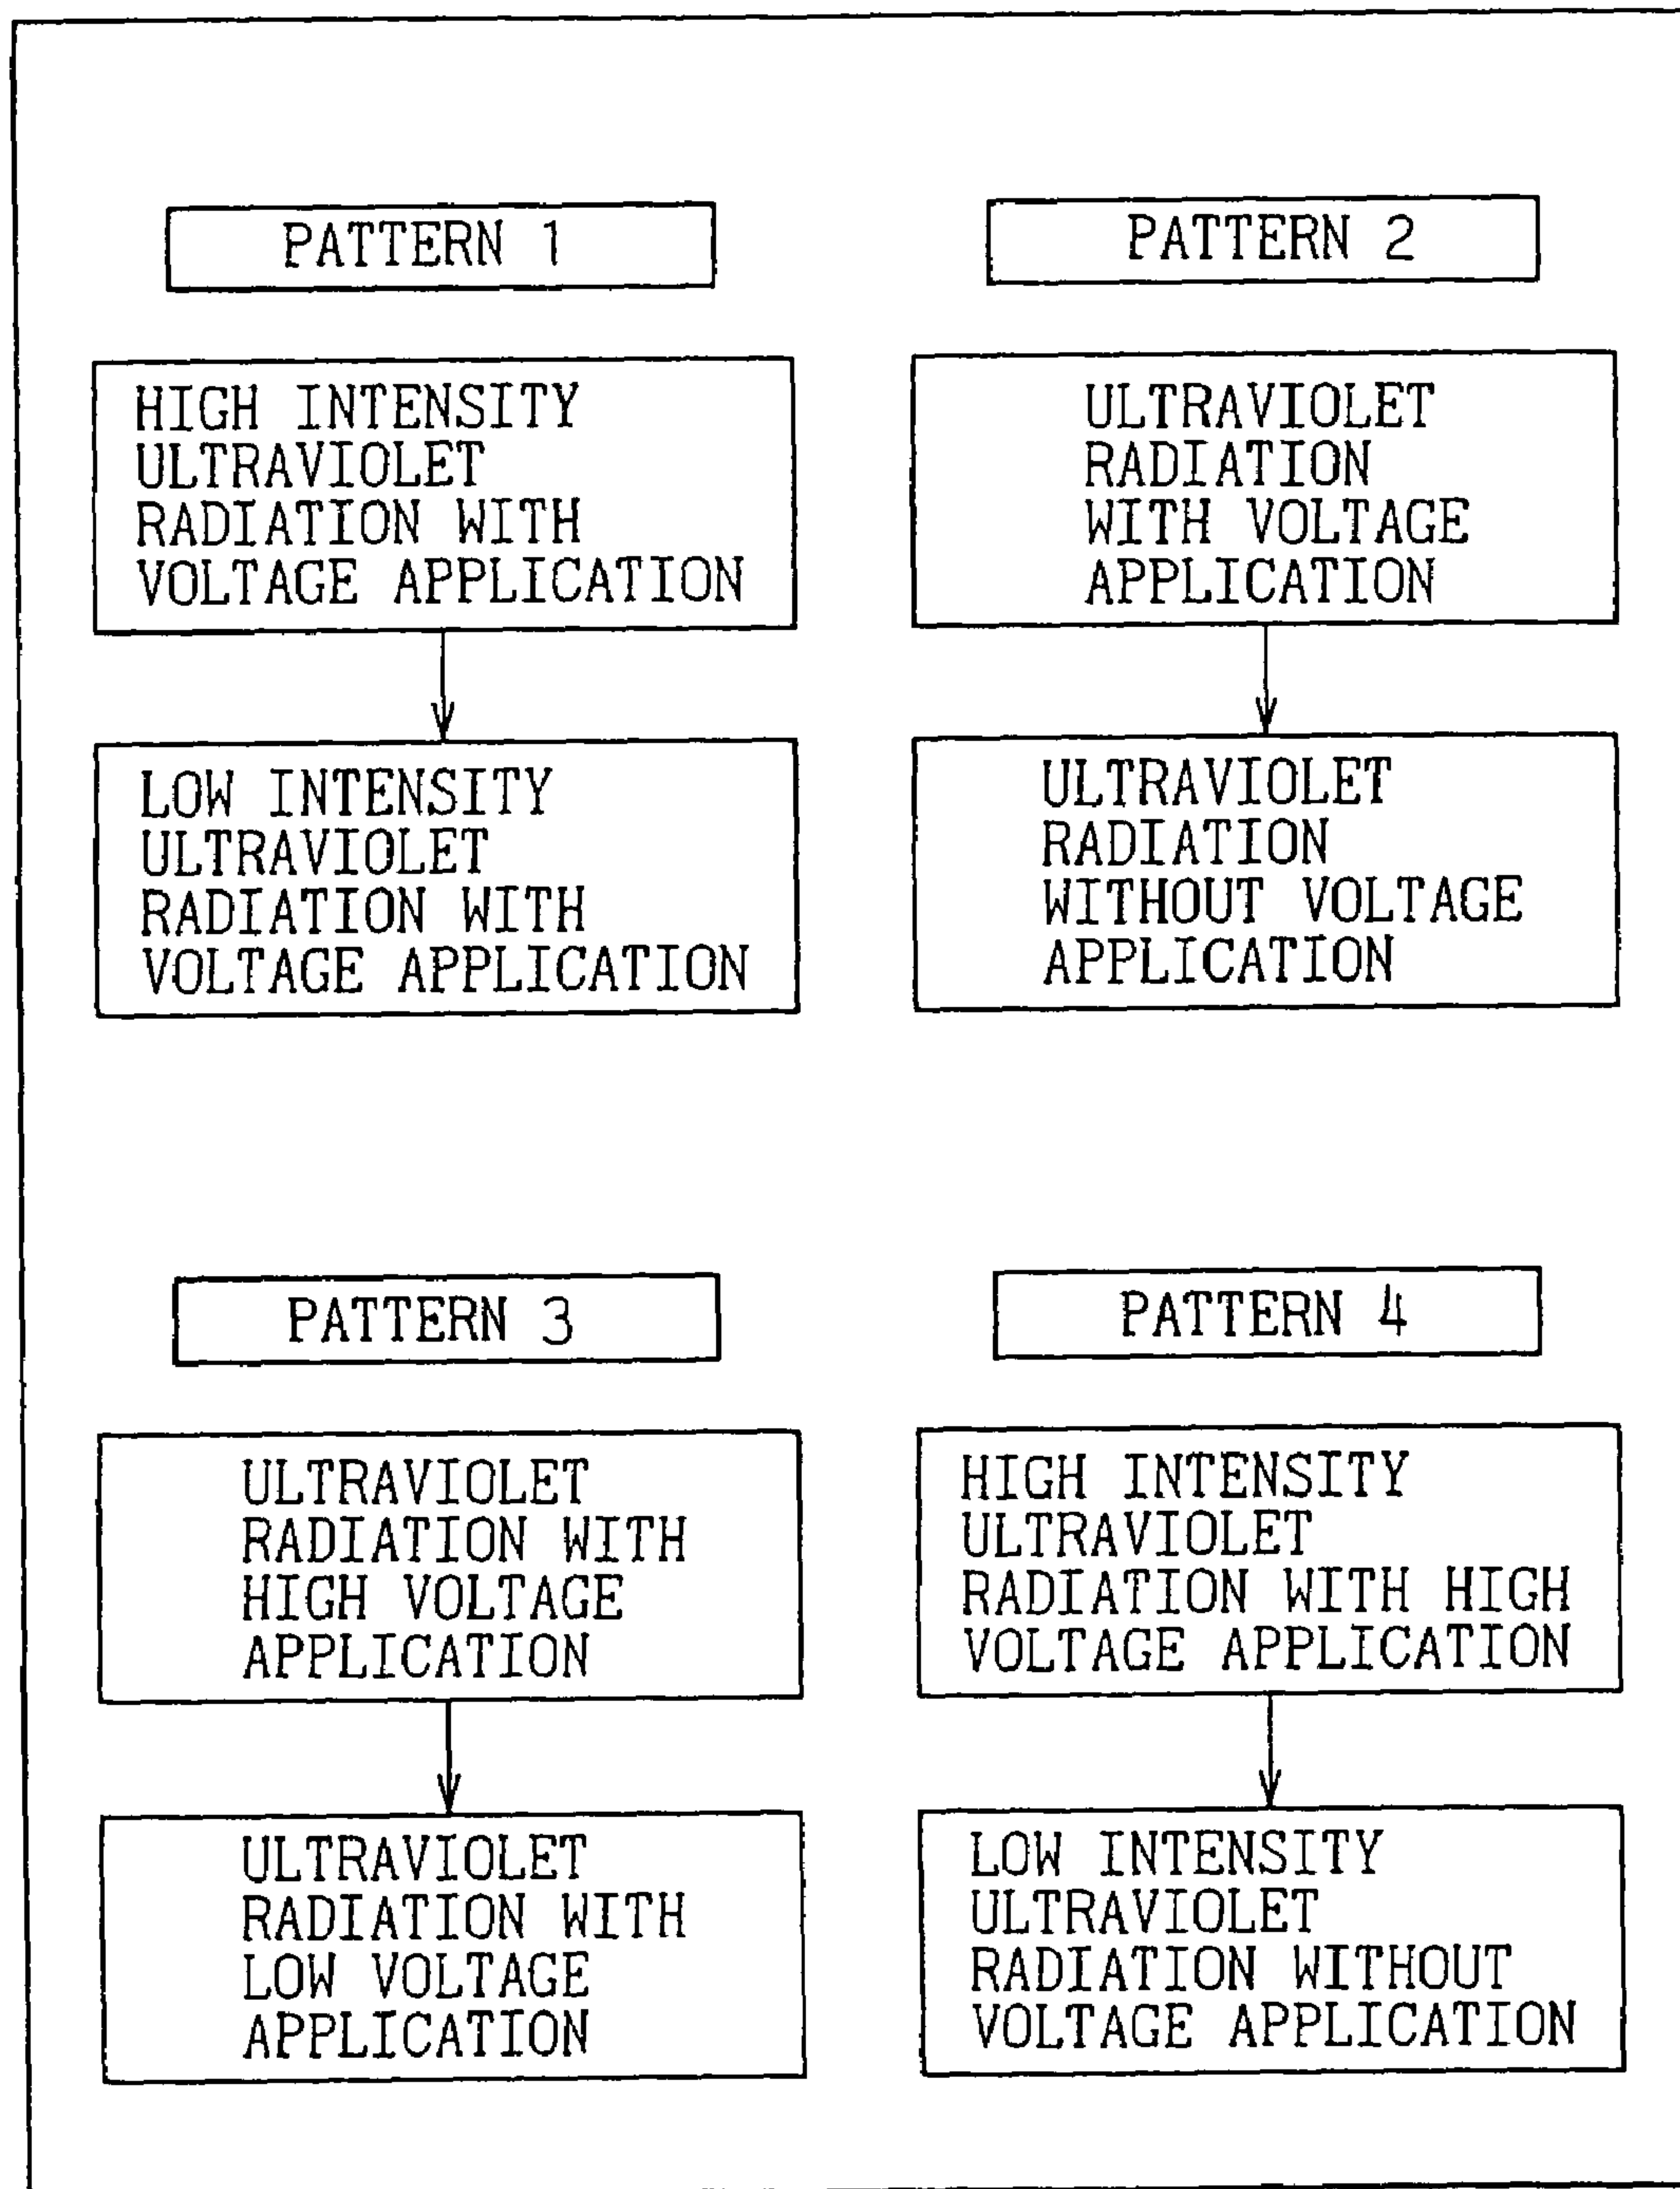 PATTERN 1
HIGH INTENSITY
ULTRAVIOLET
RADIATION WITH
VOLTAGE APPLICATION
LOW INTENSITY
ULTRAVIOLET
RADIATION WITH
VOLTAGE APPLICATION
PATTERN 2
ULTRAVIOLET
RADIATION
WITH VOLTAGE
APPLICATION
ULTRAVIOLET
RADIATION
WITHOUT VOLTAGE
APPLICATION
PATTERN 3
ULTRAVIOLET
RADIATION WITH
HIGH VOLTAGE
APPLICATION
ULTRAVIOLET
RADIATION WITH
LOW VOLTAGE
APPLICATION
PATTERN 4
HIGH INTENSITY
ULTRAVIOLET
RADIATION WITH HIGH
VOLTAGE APPLICATION
LOW INTENSITY
ULTRAVIOLET
RADIATION WITHOUT
VOLTAGE APPLICATION